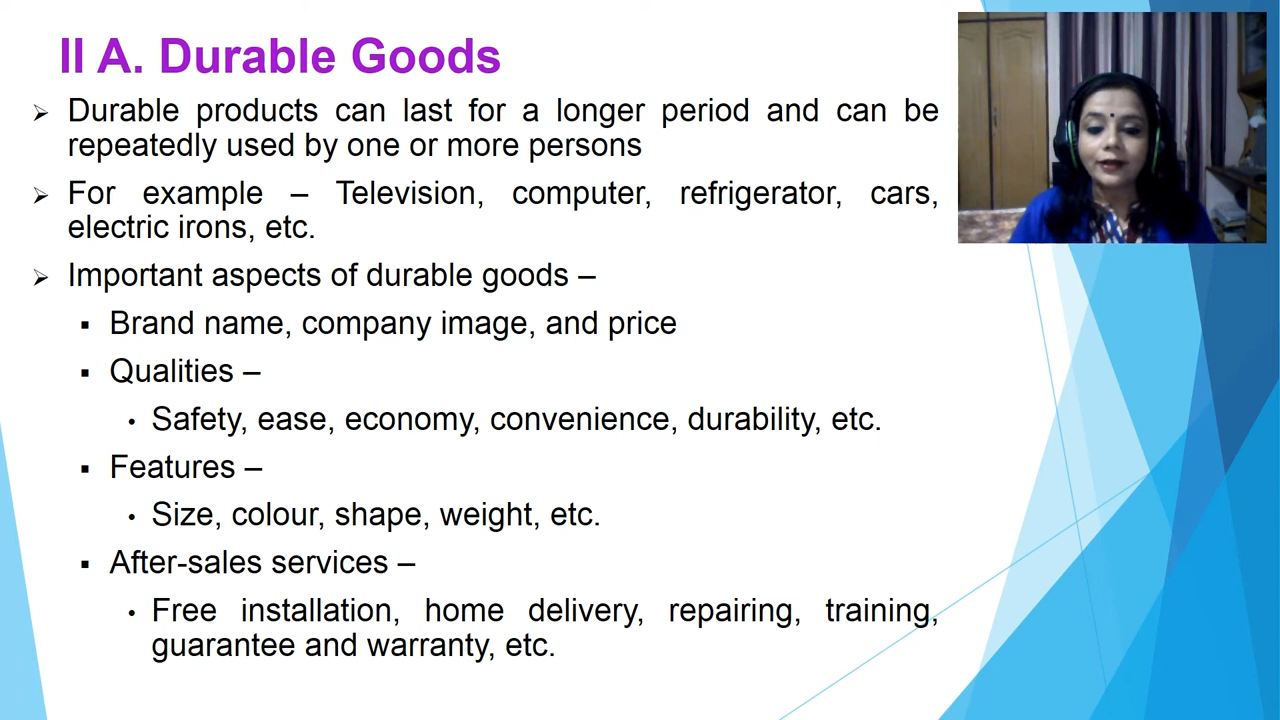 II A. Durable Goods
➢ Durable products can last for a longer period and can be
repeatedly used by one or more persons
➢ For example – Television, computer, refrigerator, cars,
electric irons, etc.
➢ Important aspects of durable goods –
▪ Brand name, company image, and price
▪ Qualities –
• Safety, ease, economy, convenience, durability, etc.
▪ Features –
• Size, colour, shape, weight, etc.
▪ After-sales services –
• Free installation, home delivery, repairing, training,
guarantee and warranty, etc.